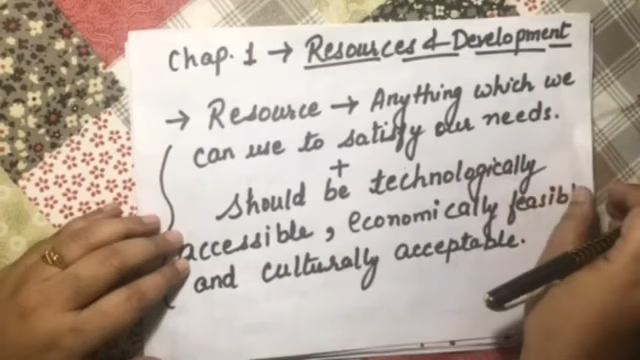 Chap. 1 → Resources & Development
→ Resource → Anything which we
can use to satisfy our needs.
+
should be technologically
accessible, economically feasibl
and culturally acceptable.